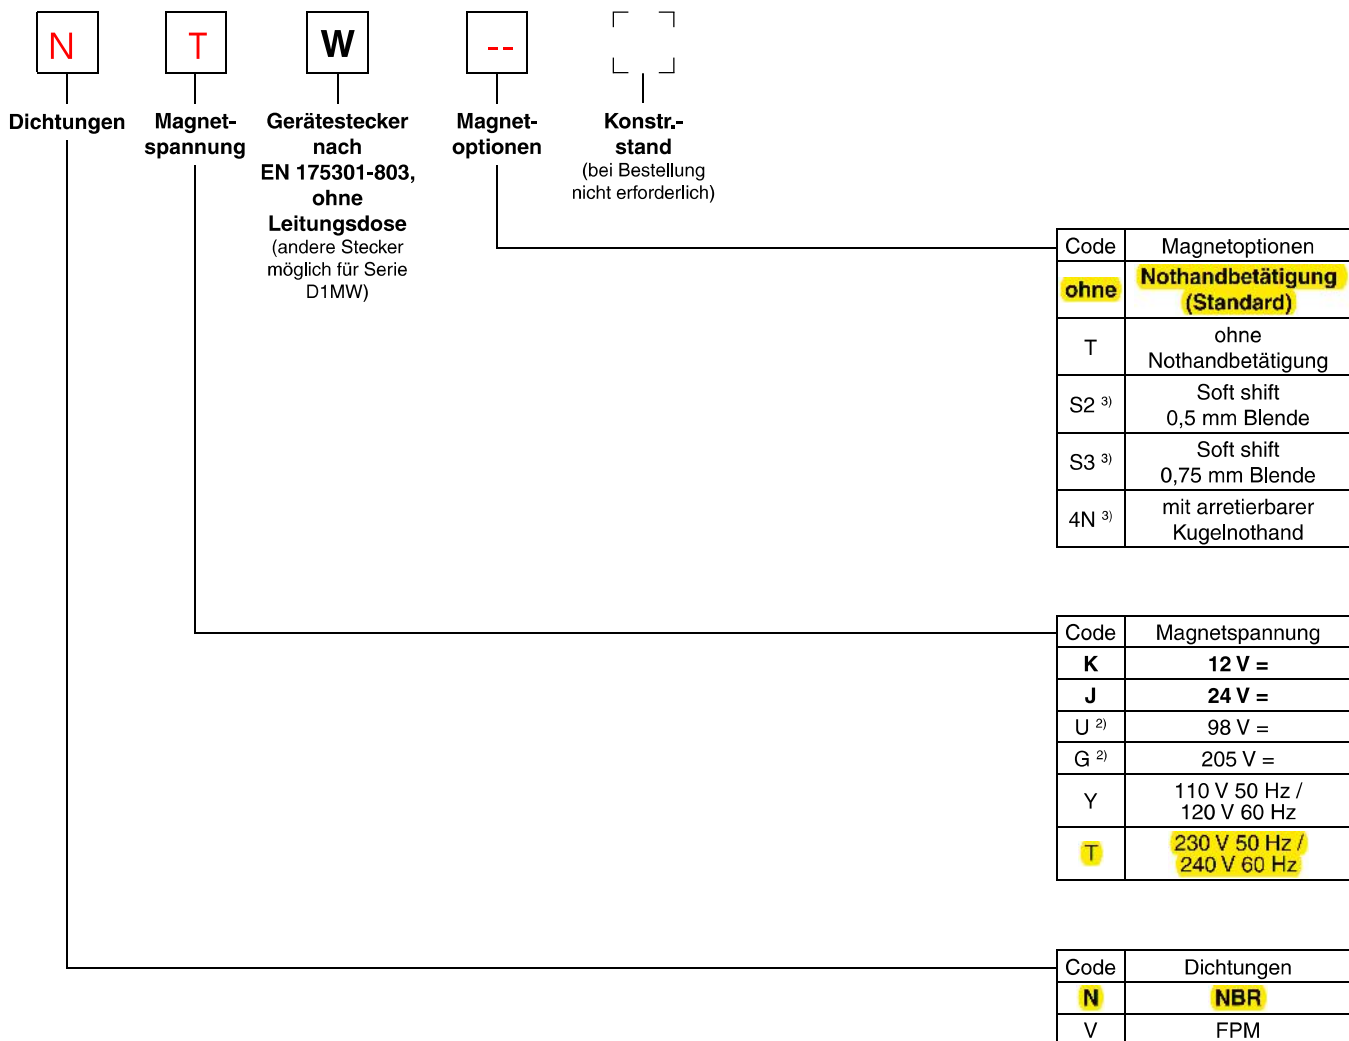 N T W --
Dichtungen
Magnet-
spannung
Gerätestecker
nach
EN 175301-803,
ohne
Leitungsdose
(andere Stecker
möglich für Serie
D1MW)
Magnet-
optionen
Konstr.-
stand
(bei Bestellung
nicht erforderlich)
Code Magnetoptionen
ohne Nothandbetätigung
(Standard)
T ohne
Nothandbetätigung
S2 ³⁾ Soft shift
0,5 mm Blende
S3 ³⁾ Soft shift
0,75 mm Blende
4N ³⁾ mit arretierbarer
Kugelnothand
Code Magnetspannung
K 12 V =
J 24 V =
U ²⁾ 98 V =
G ²⁾ 205 V =
Y 110 V 50 Hz /
120 V 60 Hz
T 230 V 50 Hz /
240 V 60 Hz
Code Dichtungen
N NBR
V FPM